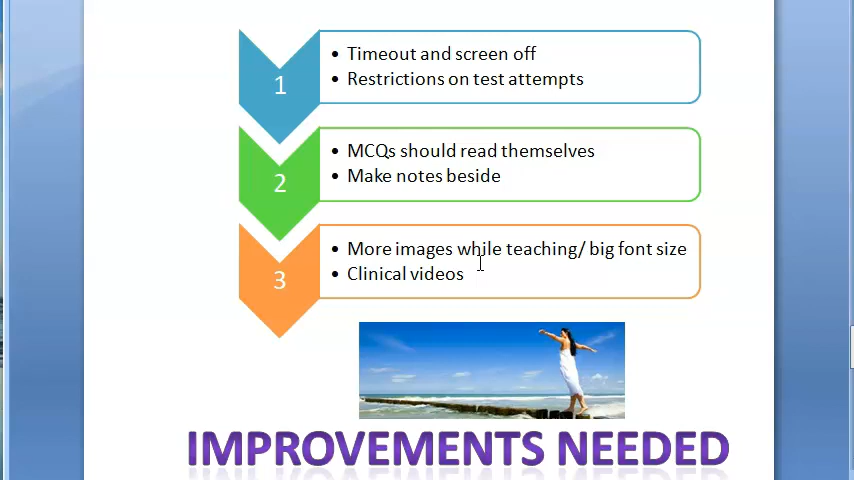 1
• Timeout and screen off
• Restrictions on test attempts
2
• MCQs should read themselves
• Make notes beside
3
• More images while teaching/ big font size
• Clinical videos
IMPROVEMENTS NEEDED